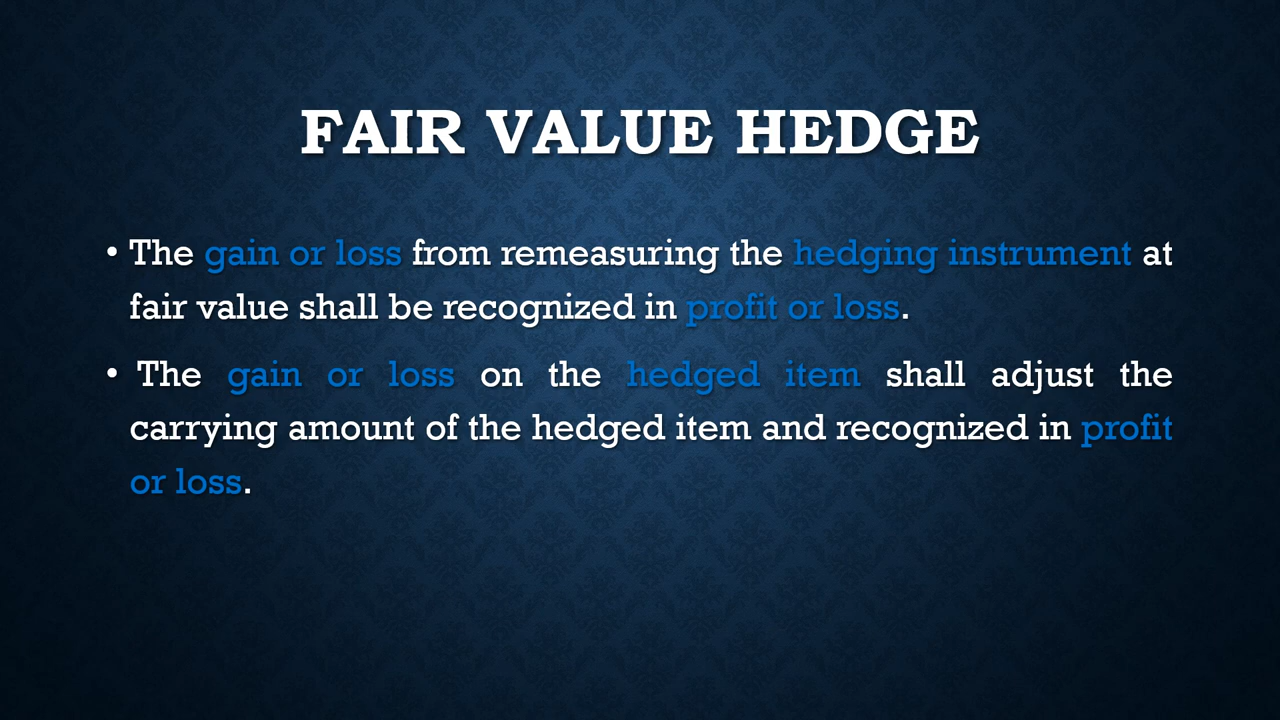 FAIR VALUE HEDGE
• The gain or loss from remeasuring the hedging instrument at
fair value shall be recognized in profit or loss.
• The gain or loss on the hedged item shall adjust the
carrying amount of the hedged item and recognized in profit
or loss.